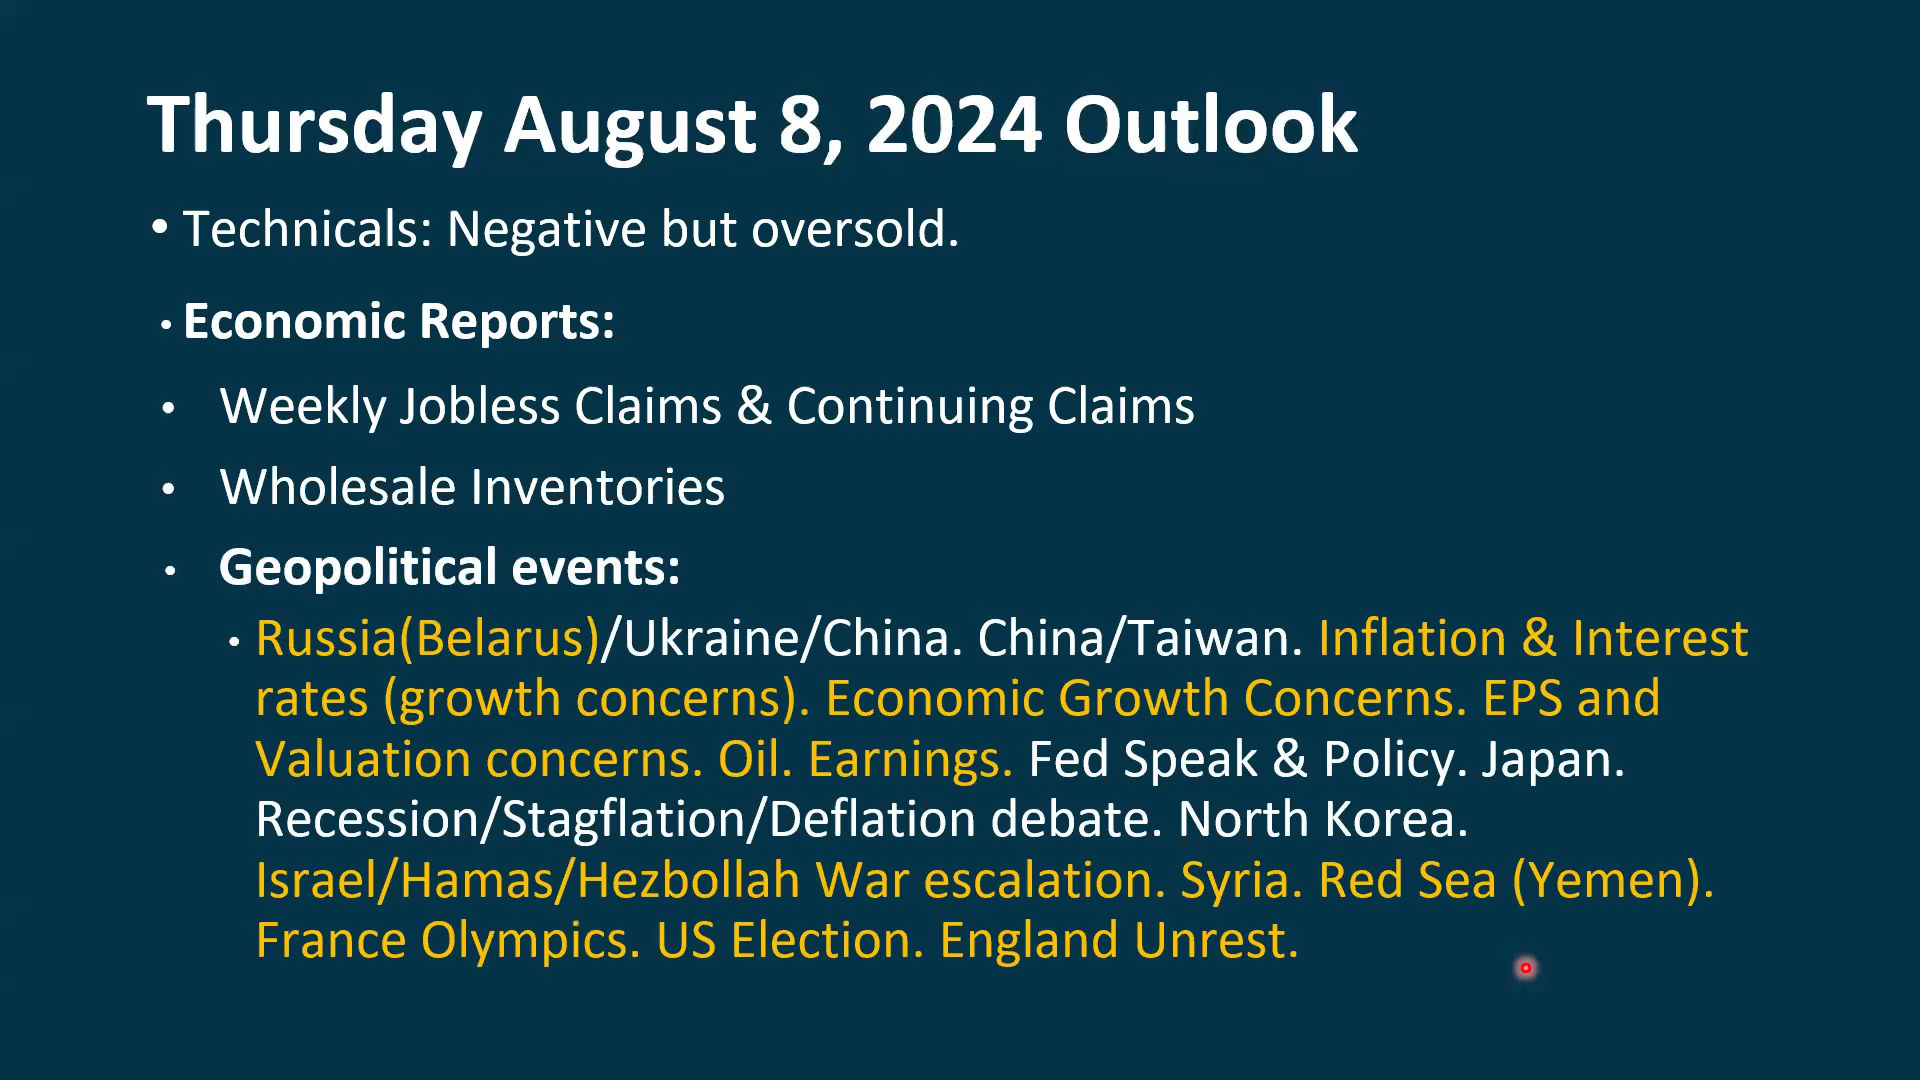 Thursday August 8, 2024 Outlook
• Technicals: Negative but oversold.
• Economic Reports:
• Weekly Jobless Claims & Continuing Claims
• Wholesale Inventories
• Geopolitical events:
• Russia(Belarus)/Ukraine/China. China/Taiwan. Inflation & Interest
rates (growth concerns). Economic Growth Concerns. EPS and
Valuation concerns. Oil. Earnings. Fed Speak & Policy. Japan.
Recession/Stagflation/Deflation debate. North Korea.
Israel/Hamas/Hezbollah War escalation. Syria. Red Sea (Yemen).
France Olympics. US Election. England Unrest.